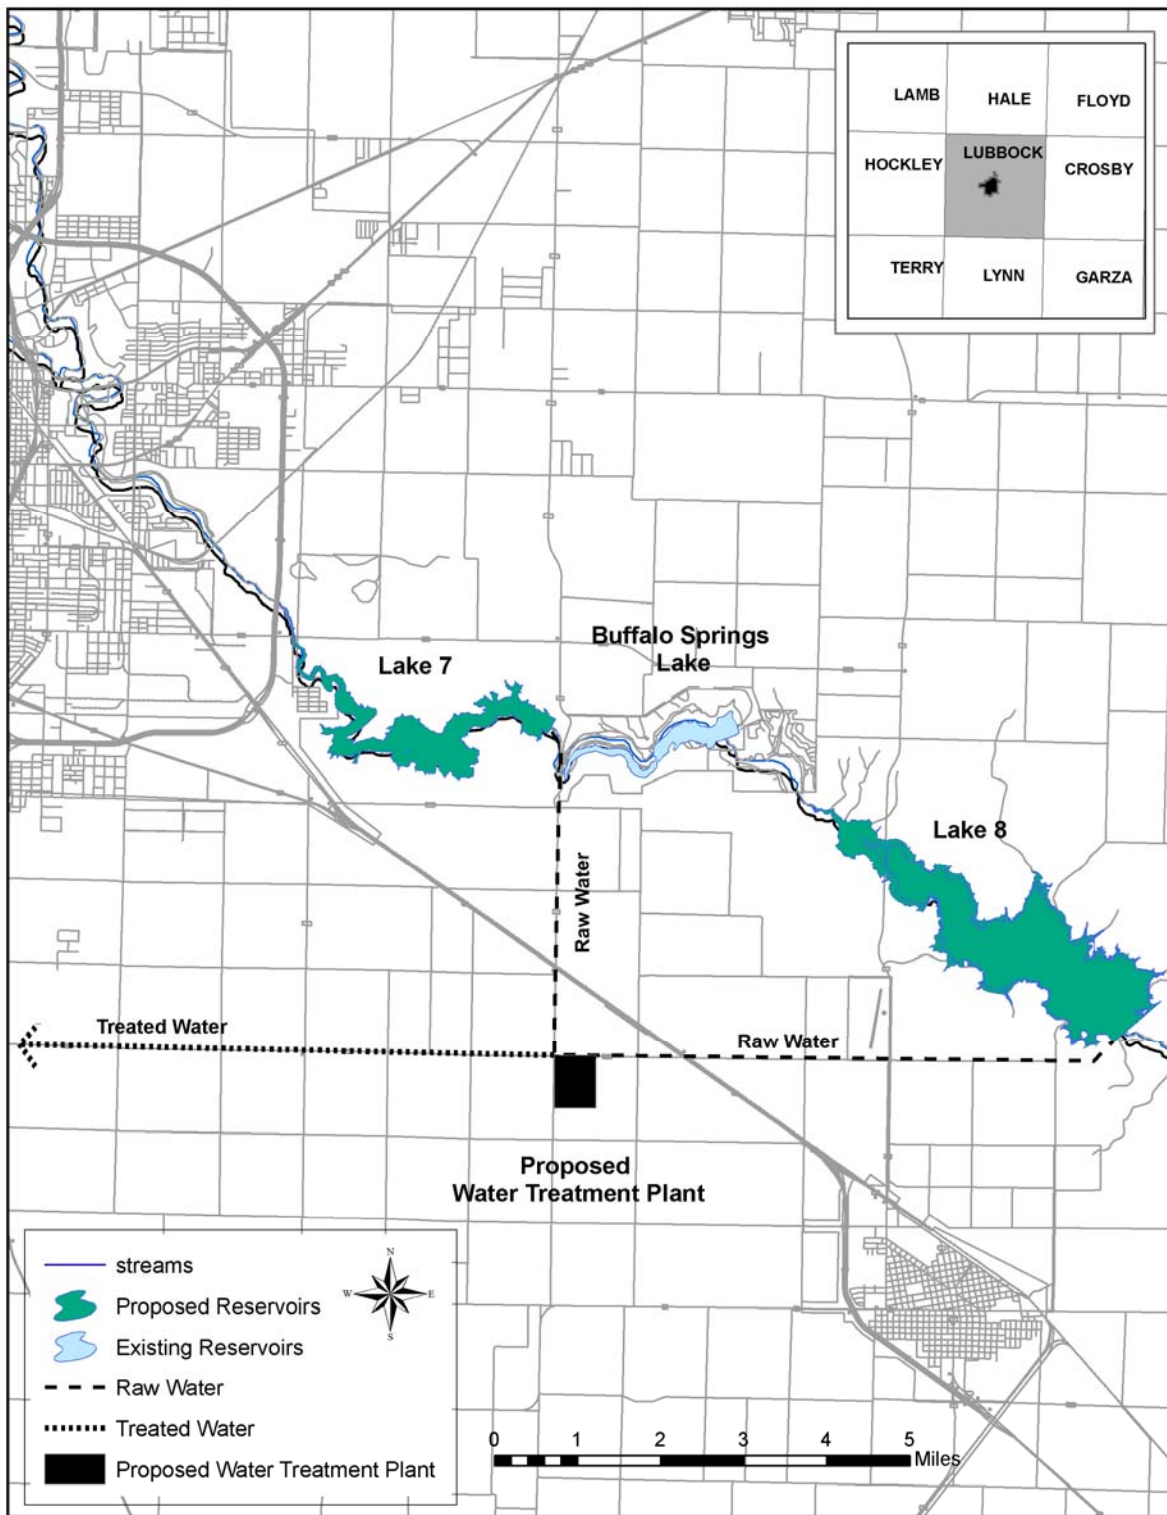 LAMB
HALE
FLOYD
HOCKLEY
LUBBOCK
CROSBY
TERRY
LYNN
GARZA
Buffalo Springs
Lake
Lake 7
Lake 8
Raw Water
Treated Water
Raw Water
Proposed
Water Treatment Plant
streams
Proposed Reservoirs
Existing Reservoirs
Raw Water
Treated Water
Proposed Water Treatment Plant
N
W
E
S
0 1 2 3 4 5
Miles